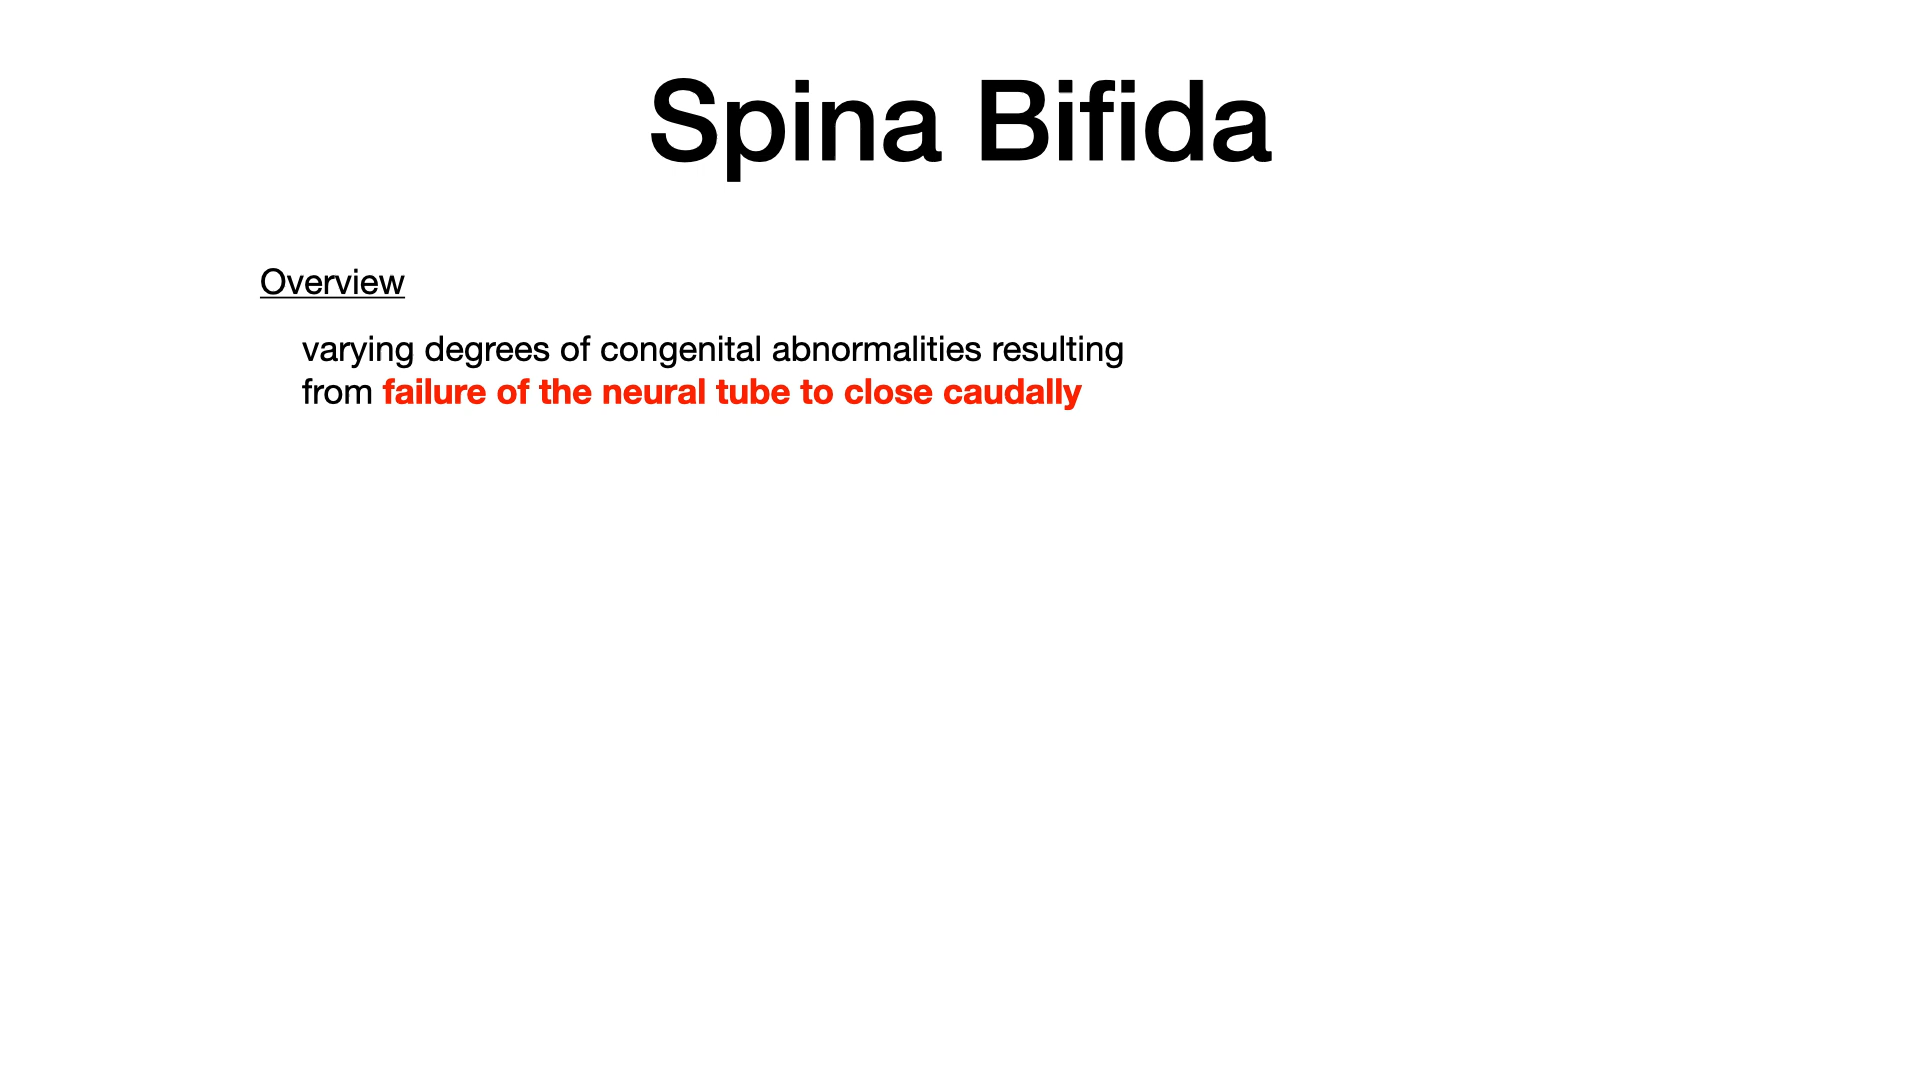 Spina Bifida
Overview
varying degrees of congenital abnormalities resulting
from failure of the neural tube to close caudally